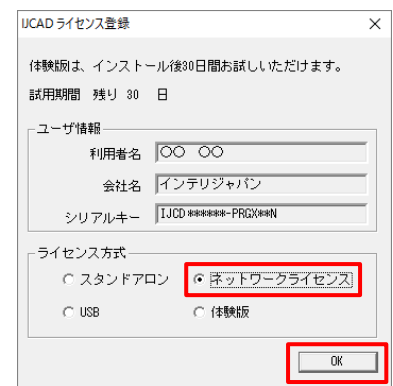 IJCAD ライセンス登録
体験版は、インストール後30日間お試しいただけます。
試用期間 残り 30 日
ユーザ情報
利用者名 〇〇 〇〇
会社名 インテリジャパン
シリアルキー IJCD******-PRGX**N
ライセンス方式
スタンドアロン ネットワークライセンス
USB 体験版
OK